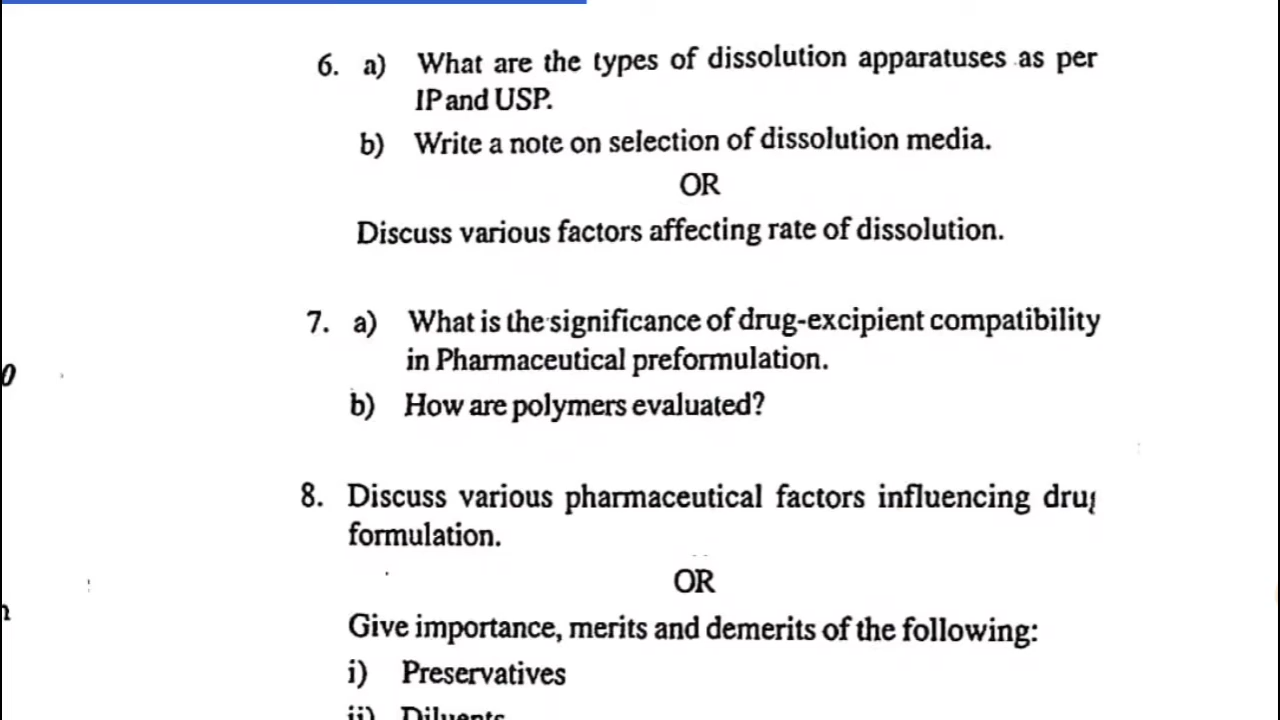 6. a) What are the types of dissolution apparatuses as per
IP and USP.
b) Write a note on selection of dissolution media.
OR
Discuss various factors affecting rate of dissolution.
7. a) What is the significance of drug-excipient compatibility
in Pharmaceutical preformulation.
b) How are polymers evaluated?
8. Discuss various pharmaceutical factors influencing drug
formulation.
OR
Give importance, merits and demerits of the following:
i) Preservatives
ii) Diluents